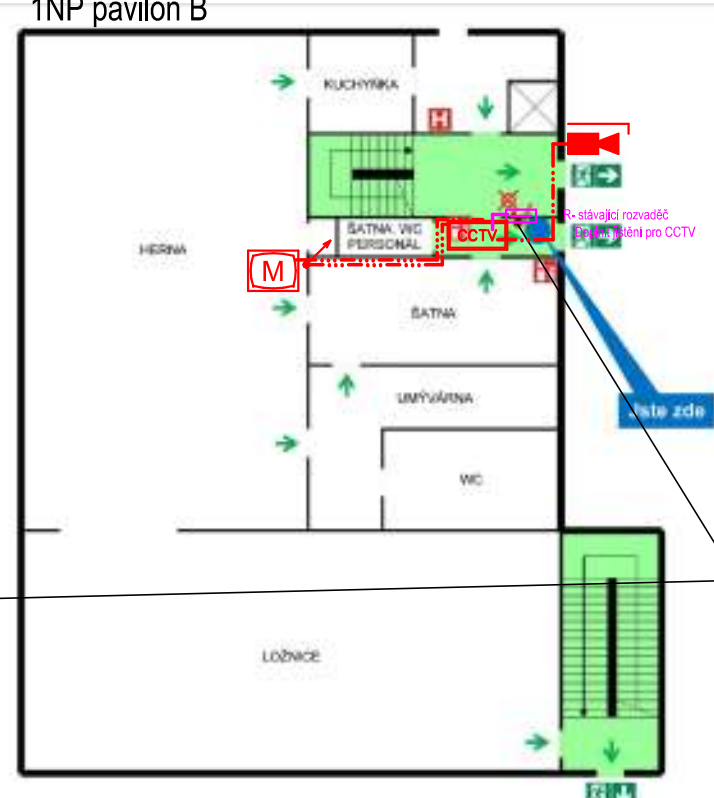 1NP pavilon B
KUCHYŇKA
H
R- stávající rozvaděč
Doplnit jištění pro CCTV
ŠATNA, WC
PERSONÁL
CCTV
HERNA
M
H
ŠATNA
UMÝVÁRNA
Jste zde
WC
LOŽNICE